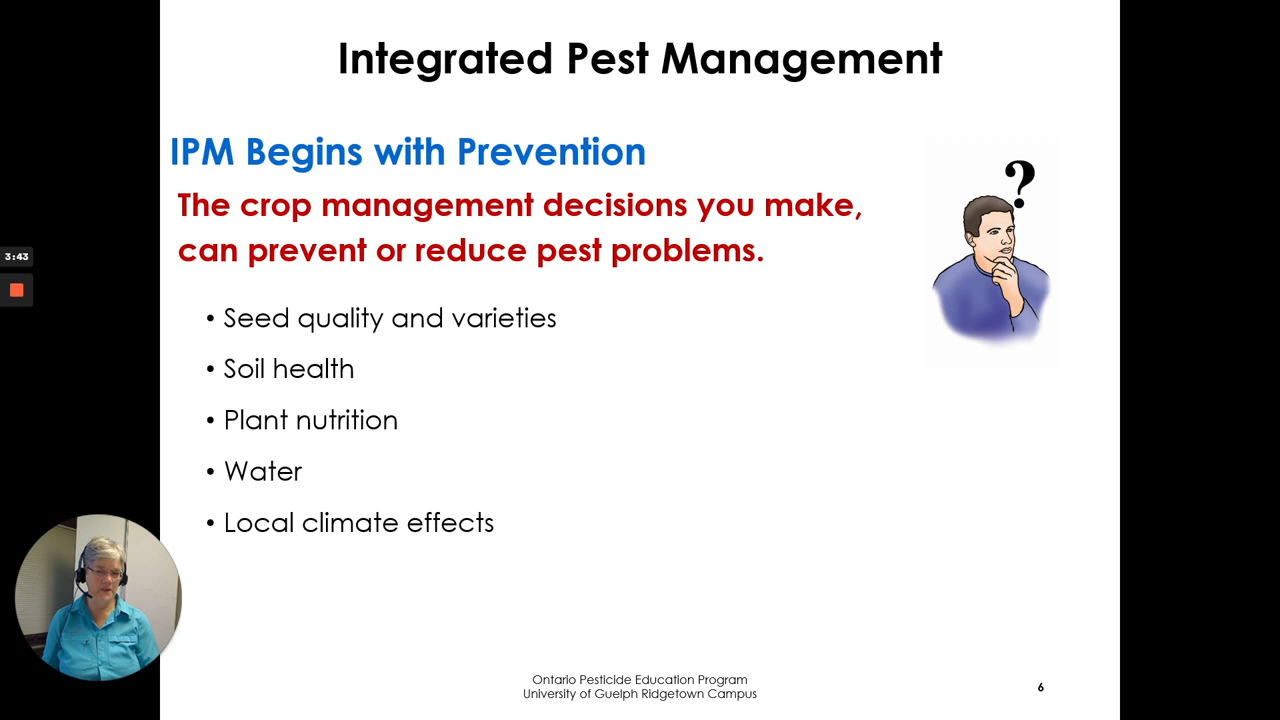 Integrated Pest Management
IPM Begins with Prevention
The crop management decisions you make,
can prevent or reduce pest problems.
?
3:43
• Seed quality and varieties
• Soil health
• Plant nutrition
• Water
• Local climate effects
Ontario Pesticide Education Program
University of Guelph Ridgetown Campus
6